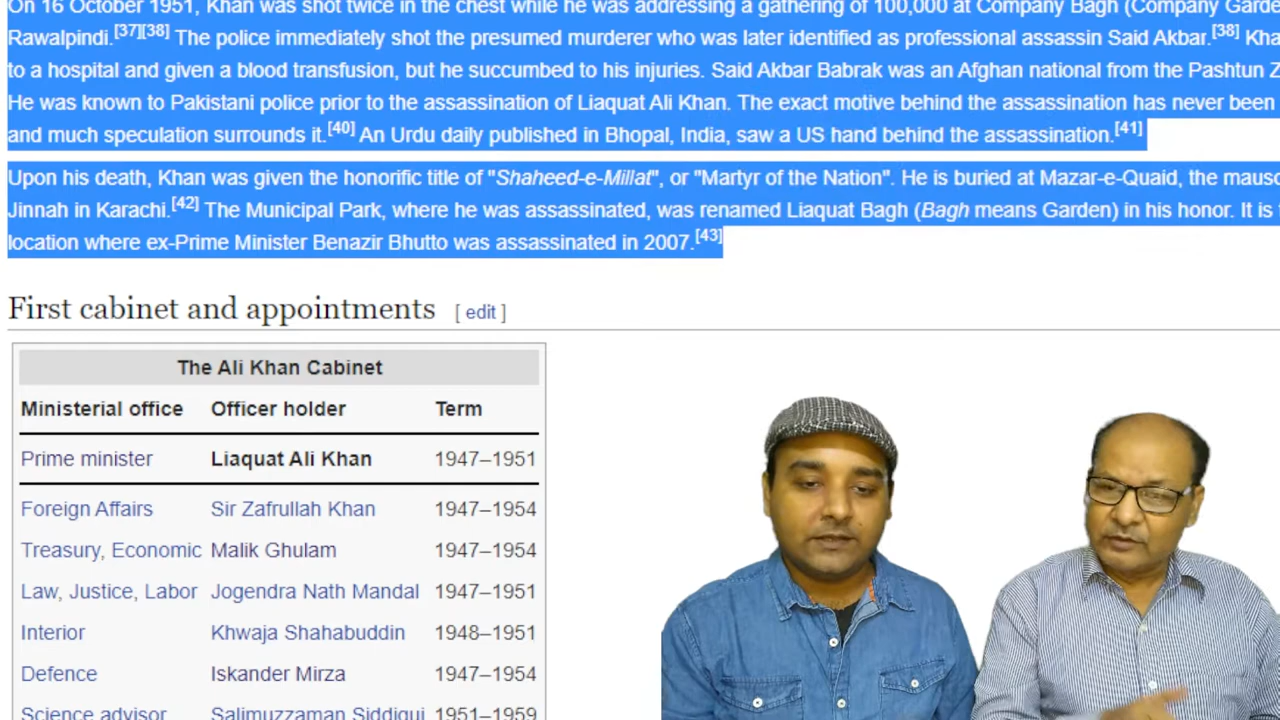 On 16 October 1951, Khan was shot twice in the chest while he was addressing a gathering of 100,000 at Company Bagh (Company
Rawalpindi.[37][38] The police immediately shot the presumed murderer who was later identified as professional assassin Said Akbar.[38]
to a hospital and given a blood transfusion, but he succumbed to his injuries. Said Akbar Babrak was an Afghan national from the Pashtun
He was known to Pakistani police prior to the assassination of Liaquat Ali Khan. The exact motive behind the assassination has never been
and much speculation surrounds it.[40] An Urdu daily published in Bhopal, India, saw a US hand behind the assassination.[41]
Upon his death, Khan was given the honorific title of "Shaheed-e-Millat", or "Martyr of the Nation". He is buried at Mazar-e-Quaid, the
Jinnah in Karachi.[42] The Municipal Park, where he was assassinated, was renamed Liaquat Bagh (Bagh means Garden) in his honor. It is
location where ex-Prime Minister Benazir Bhutto was assassinated in 2007.[43]
First cabinet and appointments [ edit ]
The Ali Khan Cabinet
Ministerial office Officer holder Term
Prime minister Liaquat Ali Khan 1947–1951
Foreign Affairs Sir Zafrullah Khan 1947–1954
Treasury, Economic Malik Ghulam 1947–1954
Law, Justice, Labor Jogendra Nath Mandal 1947–1951
Interior Khwaja Shahabuddin 1948–1951
Defence Iskander Mirza 1947–1954
Science advisor Salimuzzaman Siddiqui 1951–1959